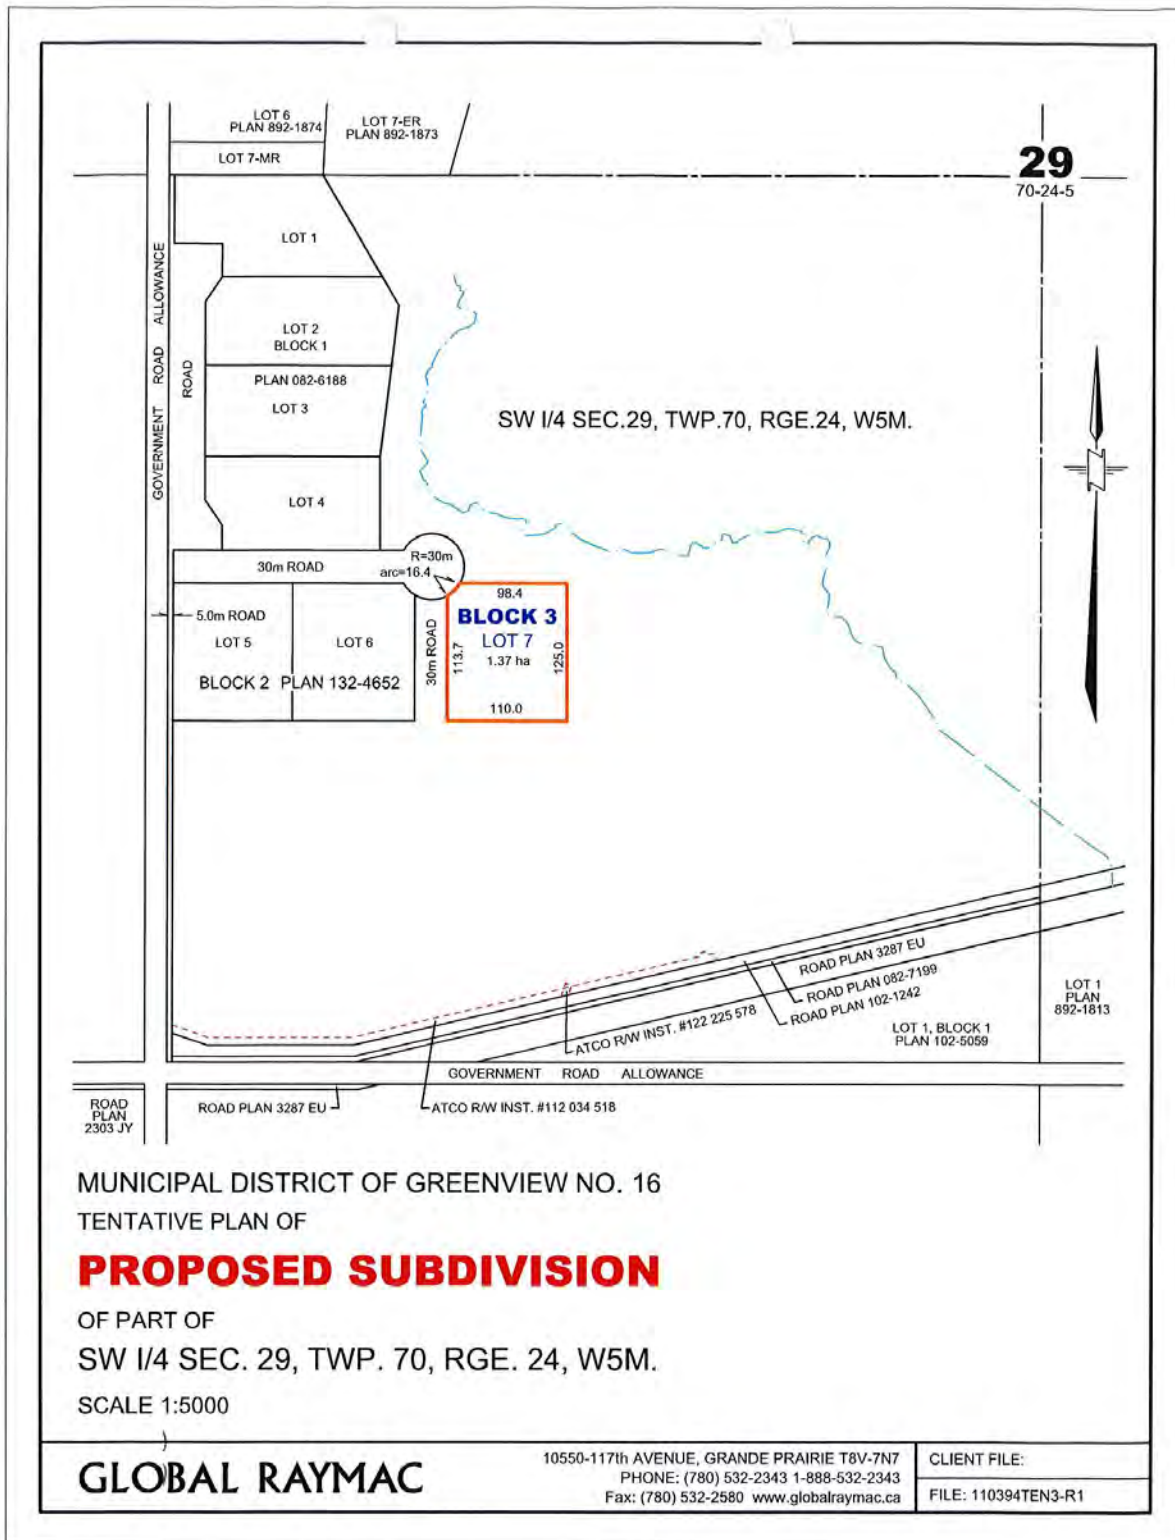 LOT 6
PLAN 892-1874
LOT 7-ER
PLAN 892-1873
LOT 7-MR
29
70-24-5
LOT 1
GOVERNMENT ROAD ALLOWANCE
ROAD
LOT 2
BLOCK 1
PLAN 082-6188
LOT 3
SW I/4 SEC.29, TWP.70, RGE.24, W5M.
LOT 4
R=30m
arc=16.4
30m ROAD
5.0m ROAD
LOT 5
LOT 6
BLOCK 2 PLAN 132-4652
30m ROAD
98.4
BLOCK 3
LOT 7
1.37 ha
113.7
125.0
110.0
ROAD PLAN 3287 EU
ROAD PLAN 082-7199
ROAD PLAN 102-1242
ATCO R/W INST. #122 225 578
LOT 1
PLAN
892-1813
LOT 1, BLOCK 1
PLAN 102-5059
GOVERNMENT ROAD ALLOWANCE
ROAD
PLAN
2303 JY
ROAD PLAN 3287 EU
ATCO R/W INST. #112 034 518
MUNICIPAL DISTRICT OF GREENVIEW NO. 16
TENTATIVE PLAN OF
PROPOSED SUBDIVISION
OF PART OF
SW I/4 SEC. 29, TWP. 70, RGE. 24, W5M.
SCALE 1:5000
GLOBAL RAYMAC
10550-117th AVENUE, GRANDE PRAIRIE T8V-7N7
PHONE: (780) 532-2343 1-888-532-2343
Fax: (780) 532-2580 www.globalraymac.ca
CLIENT FILE:
FILE: 110394TEN3-R1